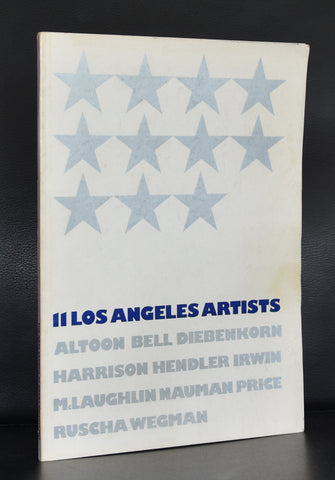 11 LOS ANGELES ARTISTS
ALTOON BELL DIEBENKORN
HARRISON HENDLER IRWIN
McLAUGHLIN NAUMAN PRICE
RUSCHA WEGMAN